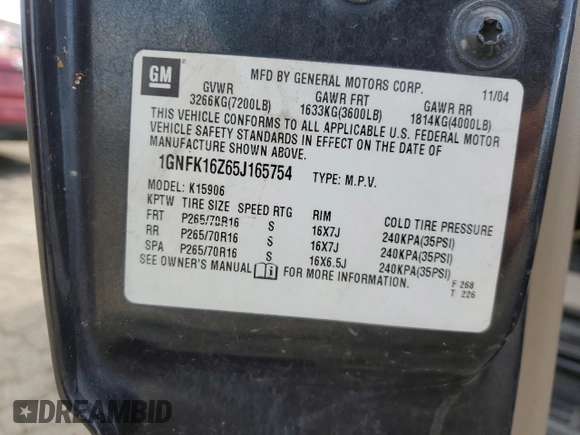 GM
MFD BY GENERAL MOTORS CORP. 11/04
GVWR GAWR FRT GAWR RR
3266KG(7200LB) 1633KG(3600LB) 1814KG(4000LB)
THIS VEHICLE CONFORMS TO ALL APPLICABLE U.S. FEDERAL MOTOR
VEHICLE SAFETY STANDARDS IN EFFECT ON THE DATE OF
MANUFACTURE SHOWN ABOVE.
1GNFK16Z65J165754 TYPE: M.P.V.
MODEL: K15906
KPTW TIRE SIZE SPEED RTG RIM COLD TIRE PRESSURE
FRT P265/70R16 S 16X7J 240KPA(35PSI)
RR P265/70R16 S 16X7J 240KPA(35PSI)
SPA P265/70R16 S 16X6.5J 240KPA(35PSI)
SEE OWNER'S MANUAL i FOR MORE INFORMATION.
F 268
T 226
DREAMBID